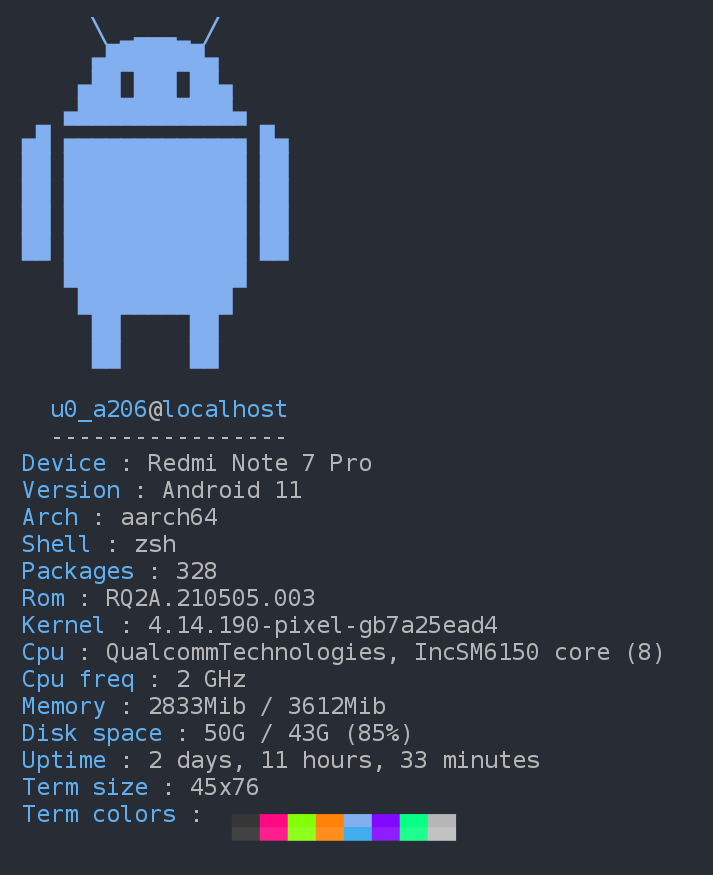 u0_a206@localhost
-----------------
Device : Redmi Note 7 Pro
Version : Android 11
Arch : aarch64
Shell : zsh
Packages : 328
Rom : RQ2A.210505.003
Kernel : 4.14.190-pixel-gb7a25ead4
Cpu : QualcommTechnologies, IncSM6150 core (8)
Cpu freq : 2 GHz
Memory : 2833Mib / 3612Mib
Disk space : 50G / 43G (85%)
Uptime : 2 days, 11 hours, 33 minutes
Term size : 45x76
Term colors :